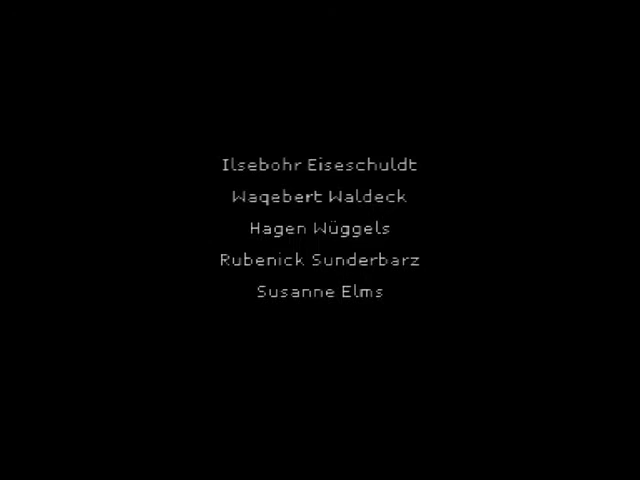 Ilsebohr Eiseschuldt
Waqebert Waldeck
Hagen Wüggels
Rubenick Sunderbarz
Susanne Elms